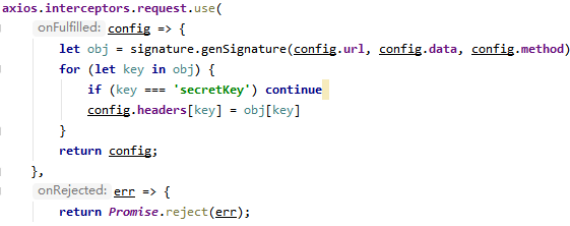 axios.interceptors.request.use(
onFulfilled: config => {
let obj = signature.genSignature(config.url, config.data, config.method)
for (let key in obj) {
if (key === 'secretKey') continue
config.headers[key] = obj[key]
}
return config;
},
onRejected: err => {
return Promise.reject(err);